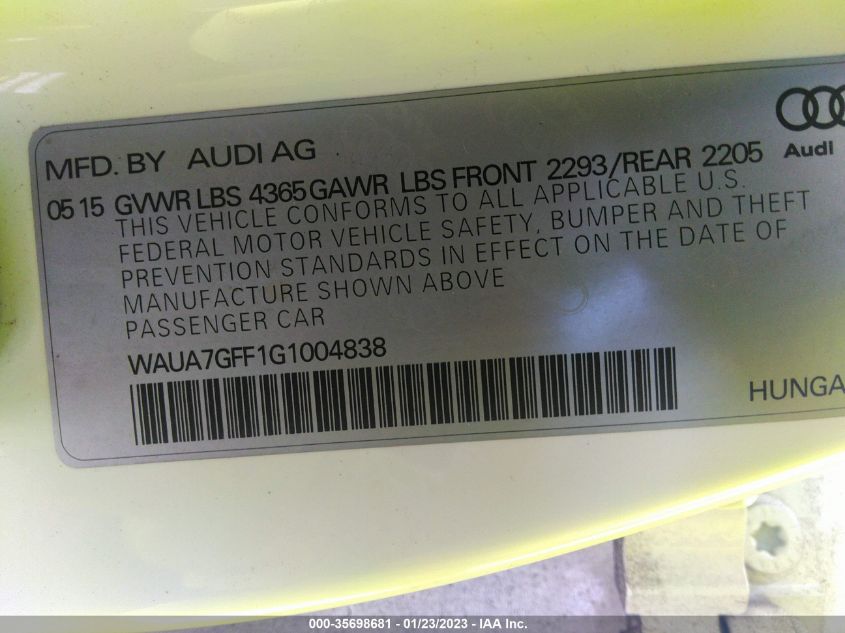 MFD. BY AUDI AG
Audi
05 15 GVWR LBS 4365 GAWR LBS FRONT 2293/REAR 2205
THIS VEHICLE CONFORMS TO ALL APPLICABLE U.S.
FEDERAL MOTOR VEHICLE SAFETY, BUMPER AND THEFT
PREVENTION STANDARDS IN EFFECT ON THE DATE OF
MANUFACTURE SHOWN ABOVE
PASSENGER CAR
WAUA7GFF1G1004838
HUNGA
000-35698681 - 01/23/2023 - IAA Inc.